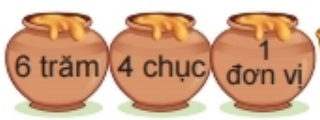 6 trăm
4 chục
1
đơn vị